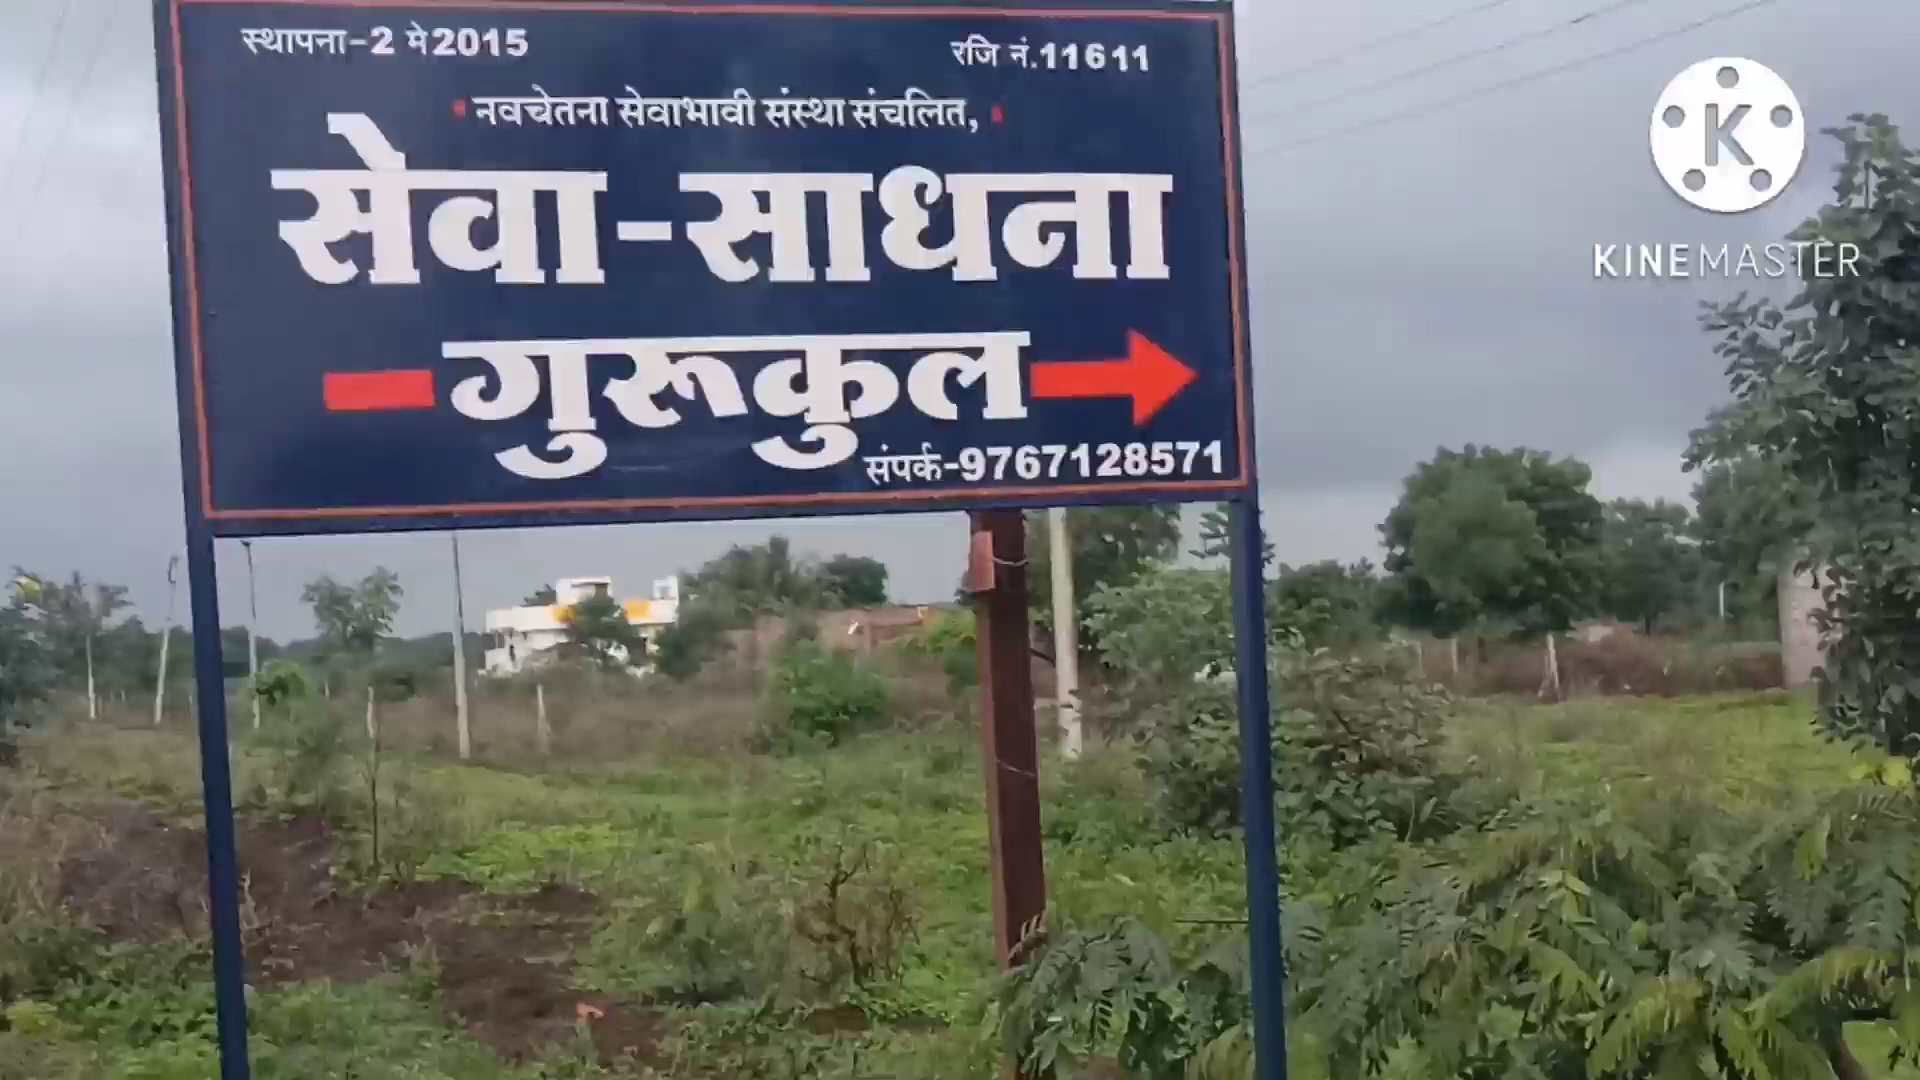 स्थापना-2 मे 2015
रजि नं.11611
नवचेतना सेवाभावी संस्था संचलित,
सेवा-साधना
गुरूकुल
संपर्क-9767128571
K
KINEMASTER